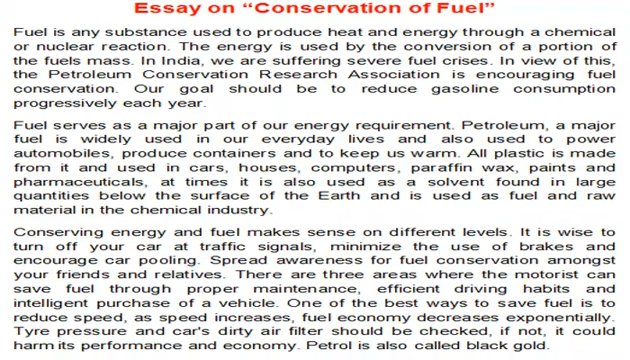 Essay on “Conservation of Fuel”
Fuel is any substance used to produce heat and energy through a chemical
or nuclear reaction. The energy is used by the conversion of a portion of
the fuels mass. In India, we are suffering severe fuel crises. In view of this,
the Petroleum Conservation Research Association is encouraging fuel
conservation. Our goal should be to reduce gasoline consumption
progressively each year.
Fuel serves as a major part of our energy requirement. Petroleum, a major
fuel is widely used in our everyday lives and also used to power
automobiles, produce containers and to keep us warm. All plastic is made
from it and used in cars, houses, computers, paraffin wax, paints and
pharmaceuticals, at times it is also used as a solvent found in large
quantities below the surface of the Earth and is used as fuel and raw
material in the chemical industry.
Conserving energy and fuel makes sense on different levels. It is wise to
turn off your car at traffic signals, minimize the use of brakes and
encourage car pooling. Spread awareness for fuel conservation amongst
your friends and relatives. There are three areas where the motorist can
save fuel through proper maintenance, efficient driving habits and
intelligent purchase of a vehicle. One of the best ways to save fuel is to
reduce speed, as speed increases, fuel economy decreases exponentially.
Tyre pressure and car's dirty air filter should be checked, if not, it could
harm its performance and economy. Petrol is also called black gold.